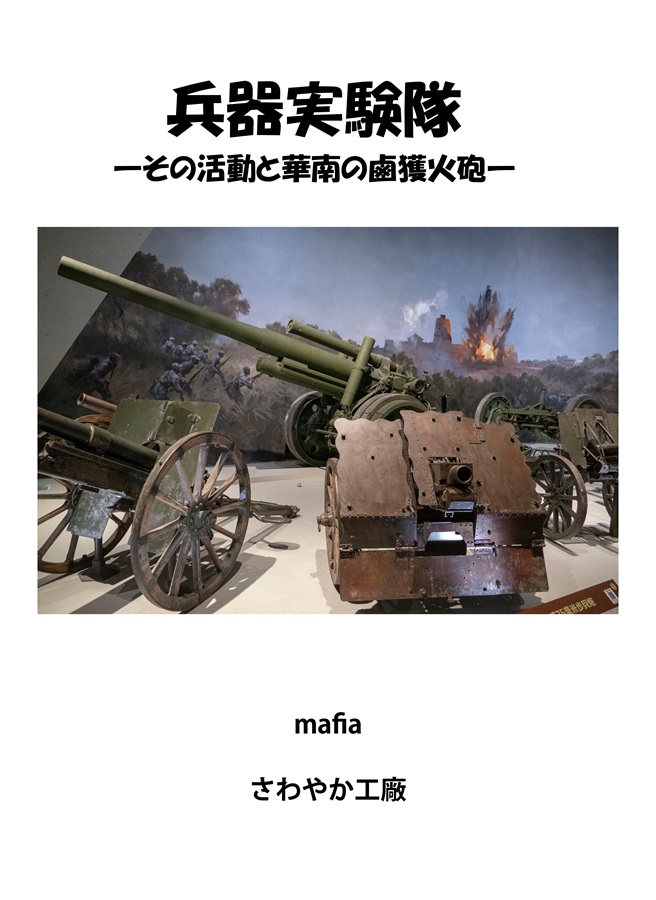 兵器実験隊
ーその活動と華南の鹵獲火砲ー
mafia
さわやか工廠